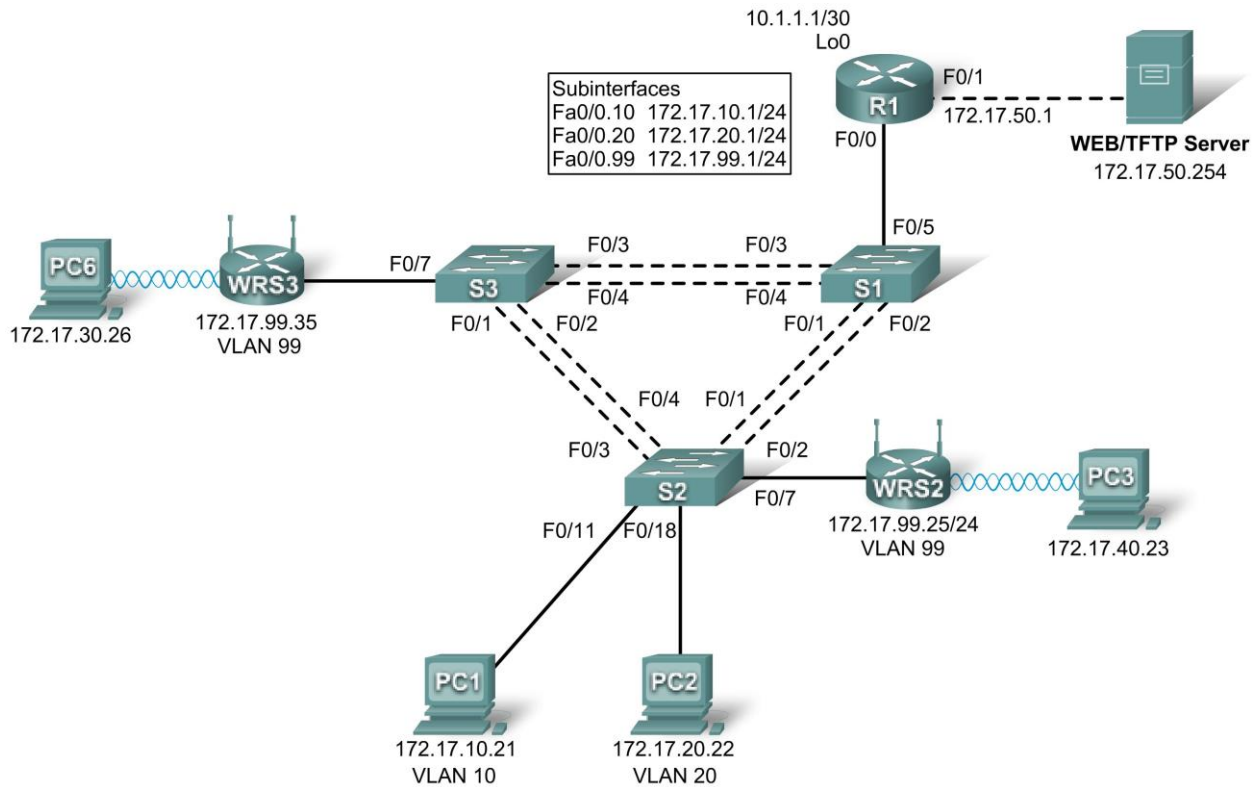 10.1.1.1/30
Lo0
Subinterfaces
Fa0/0.10 172.17.10.1/24
Fa0/0.20 172.17.20.1/24
Fa0/0.99 172.17.99.1/24
R1
F0/1
172.17.50.1
F0/0
WEB/TFTP Server
172.17.50.254
F0/5
PC6
172.17.30.26
WRS3
172.17.99.35
VLAN 99
F0/7
S3
F0/3
F0/3
F0/4
F0/4
S1
F0/1
F0/2
F0/1
F0/2
F0/4
F0/1
F0/3
F0/2
S2
F0/7
WRS2
172.17.99.25/24
VLAN 99
PC3
172.17.40.23
F0/11
F0/18
PC1
172.17.10.21
VLAN 10
PC2
172.17.20.22
VLAN 20